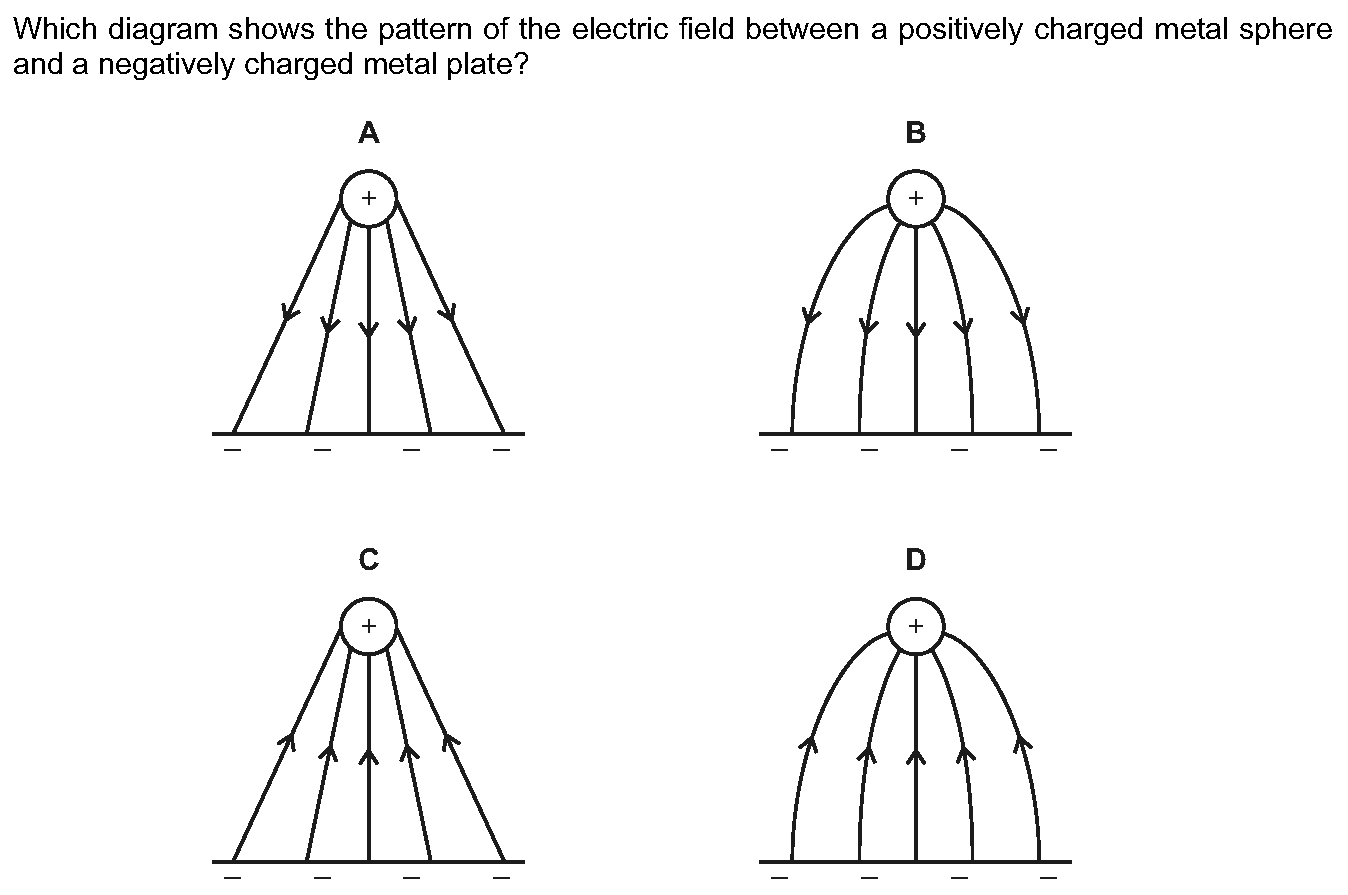 Which diagram shows the pattern of the electric field between a positively charged metal sphere
and a negatively charged metal plate?
A
B
+
+
– – – –
– – – –
C
D
+
+
– – – –
– – – –